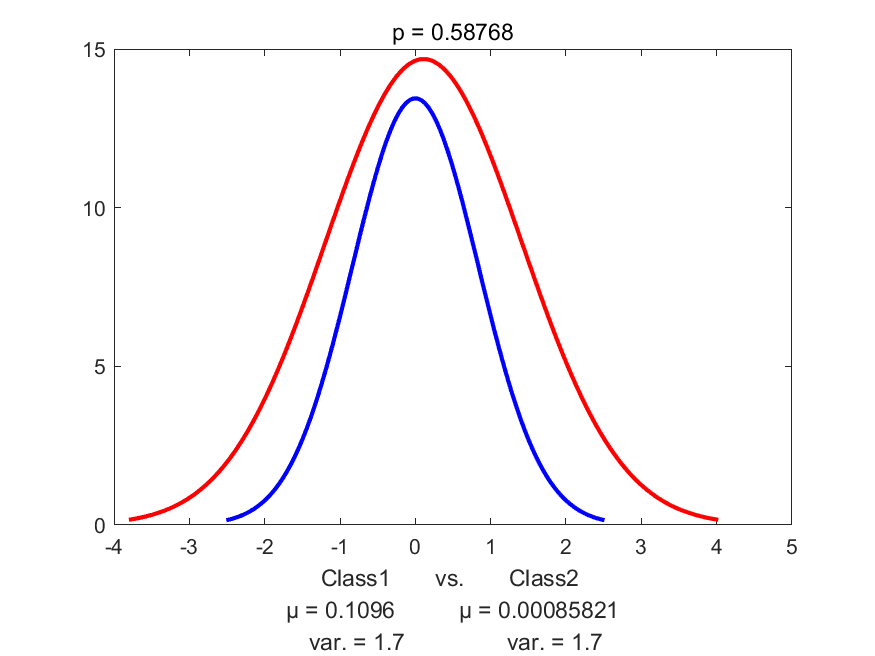 p = 0.58768
15
10
5
0
-4 -3 -2 -1 0 1 2 3 4 5
Class1 vs. Class2
μ = 0.1096 μ = 0.00085821
var. = 1.7 var. = 1.7